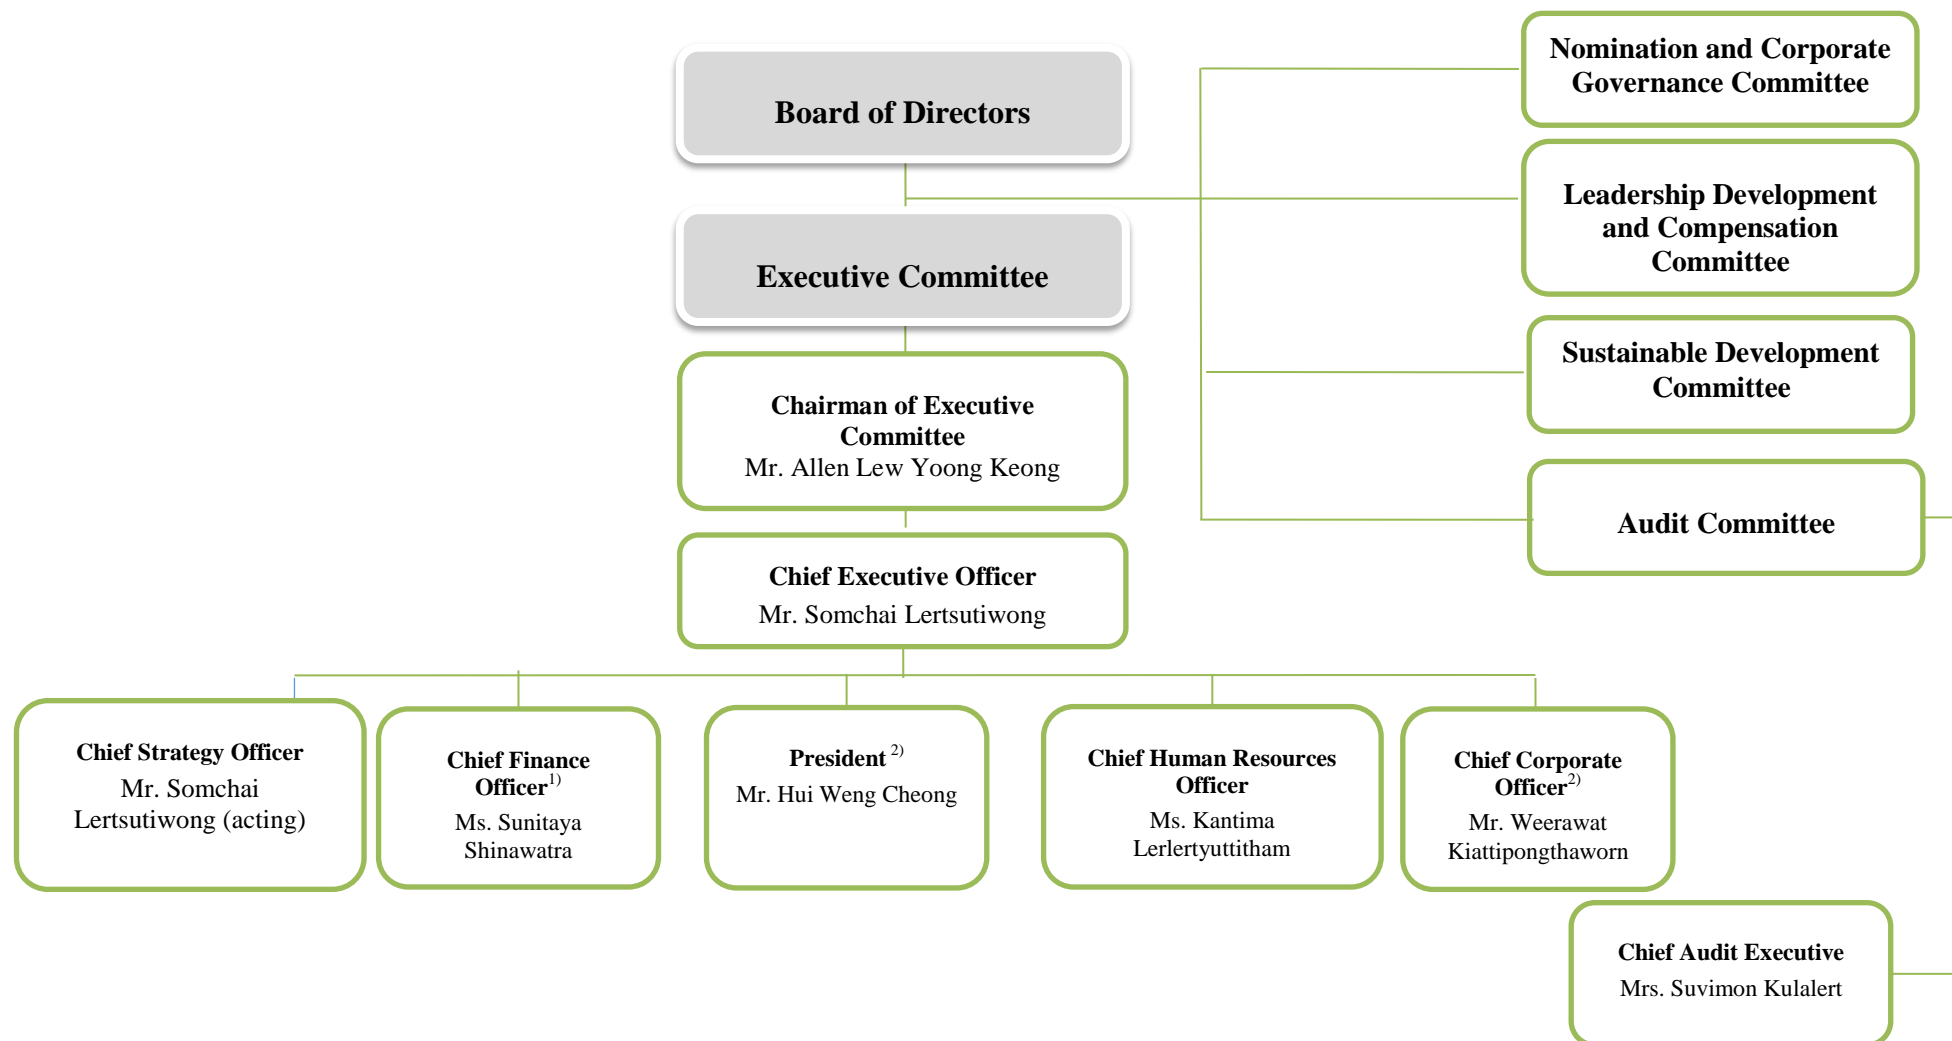 Board of Directors
Nomination and Corporate
Governance Committee
Leadership Development
and Compensation
Committee
Executive Committee
Sustainable Development
Committee
Chairman of Executive
Committee
Mr. Allen Lew Yoong Keong
Audit Committee
Chief Executive Officer
Mr. Somchai Lertsutiwong
Chief Strategy Officer
Mr. Somchai
Lertsutiwong (acting)
Chief Finance
Officer1)
Ms. Sunitaya
Shinawatra
President 2)
Mr. Hui Weng Cheong
Chief Human Resources
Officer
Ms. Kantima
Lerlertyuttitham
Chief Corporate
Officer2)
Mr. Weerawat
Kiattipongthaworn
Chief Audit Executive
Mrs. Suvimon Kulalert